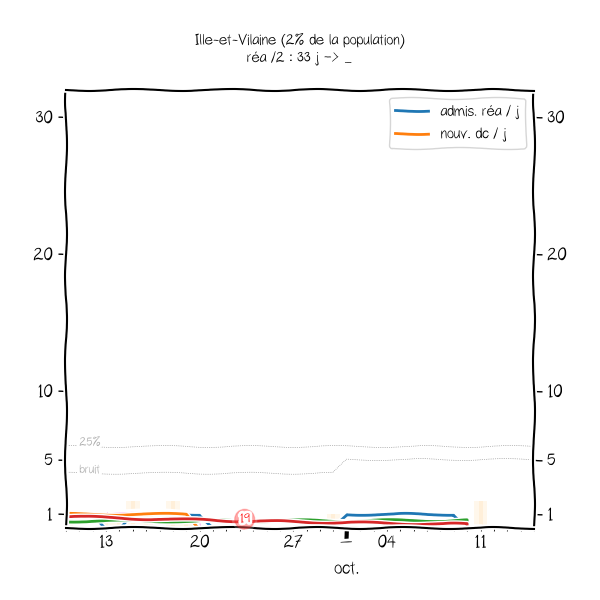 Ille-et-Vilaine (2% de la population)
réa /2 : 33 j -> _
admis. réa / j
nouv. dc / j
30
30
20
20
10
10
25%
5
5
bruit
1
19
1
13
20
27
04
11
oct.